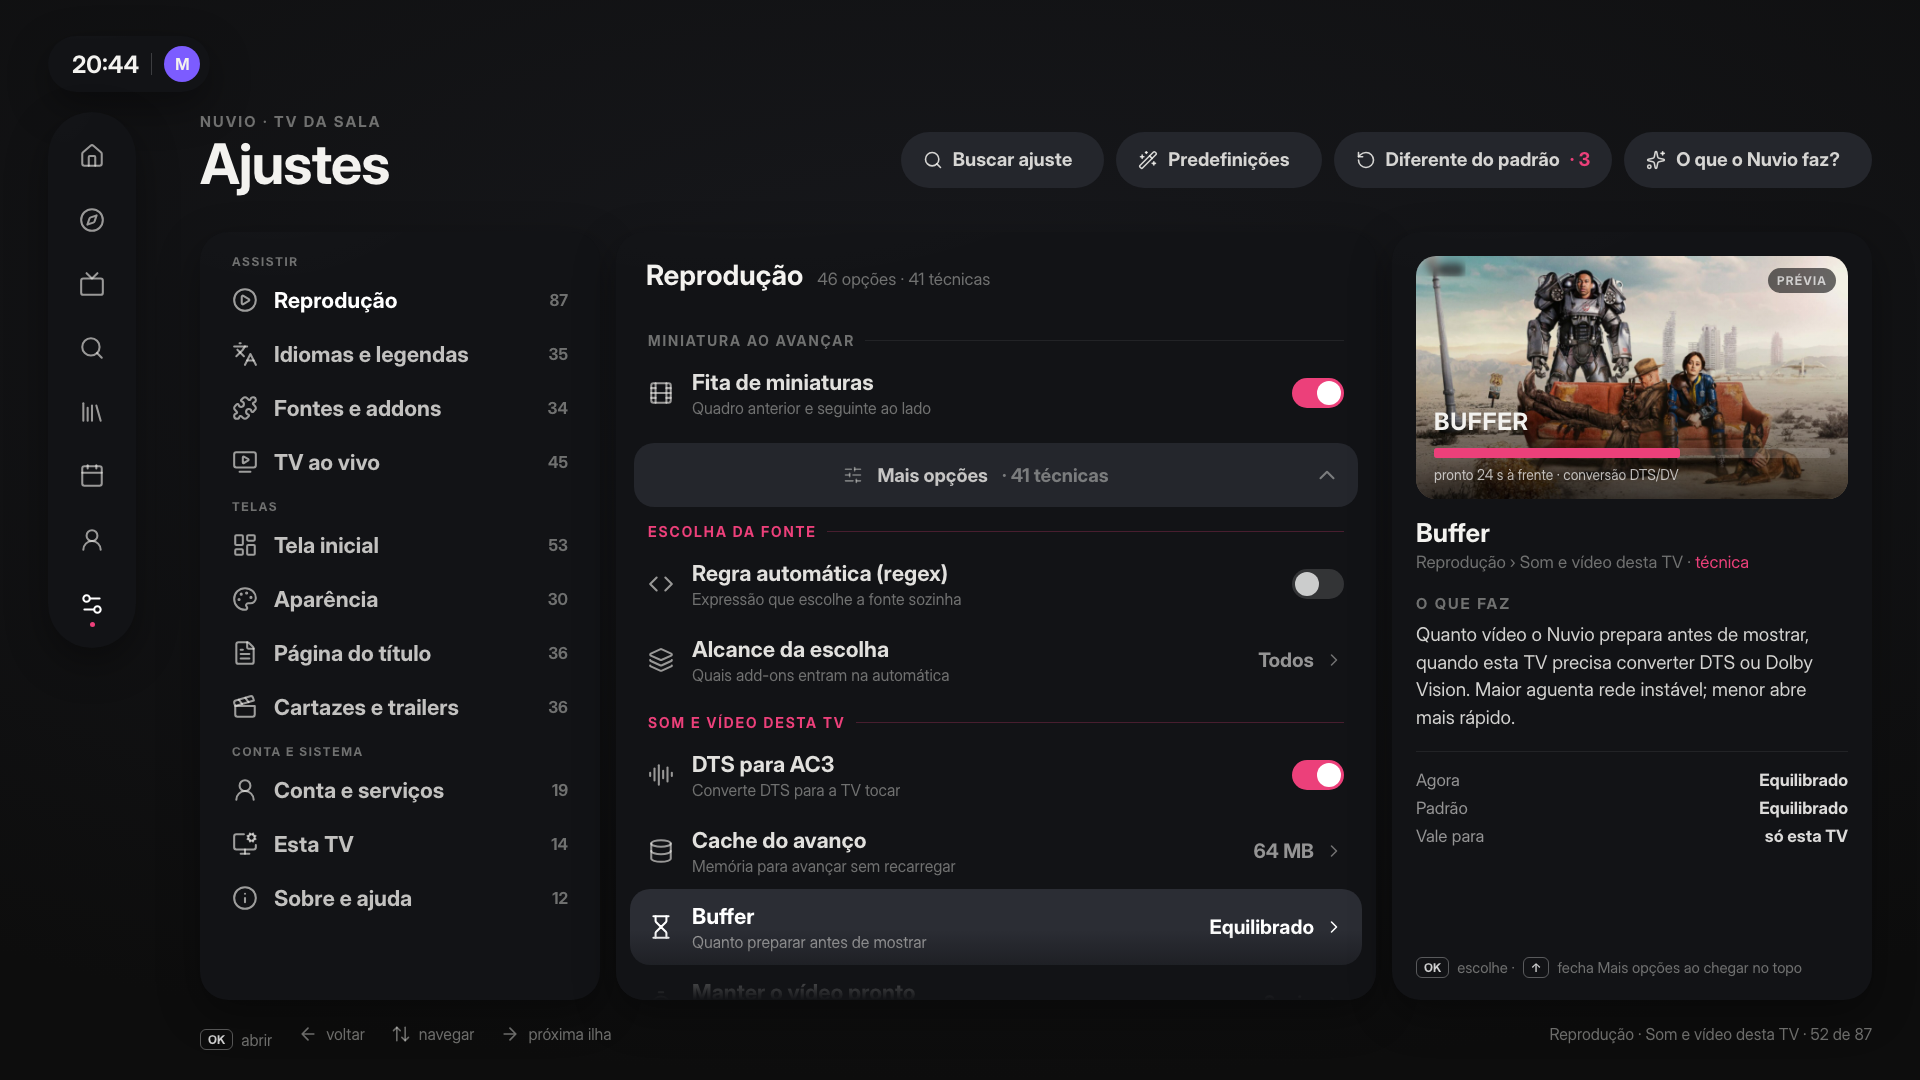 20:44
M
NUVIO · TV DA SALA
Ajustes
Buscar ajuste
Predefinições
Diferente do padrão · 3
O que o Nuvio faz?
ASSISTIR
Reprodução 87
Idiomas e legendas 35
Fontes e addons 34
TV ao vivo 45
TELAS
Tela inicial 53
Aparência 30
Página do título 36
Cartazes e trailers 36
CONTA E SISTEMA
Conta e serviços 19
Esta TV 14
Sobre e ajuda 12
Reprodução 46 opções · 41 técnicas
MINIATURA AO AVANÇAR
Fita de miniaturas
Quadro anterior e seguinte ao lado
Mais opções · 41 técnicas
ESCOLHA DA FONTE
Regra automática (regex)
Expressão que escolhe a fonte sozinha
Alcance da escolha
Quais add-ons entram na automática
Todos
SOM E VÍDEO DESTA TV
DTS para AC3
Converte DTS para a TV tocar
Cache do avanço
Memória para avançar sem recarregar
64 MB
Buffer
Quanto preparar antes de mostrar
Equilibrado
Manter o vídeo pronto
PRÉVIA
BUFFER
pronto 24 s à frente · conversão DTS/DV
Buffer
Reprodução › Som e vídeo desta TV · técnica
O QUE FAZ
Quanto vídeo o Nuvio prepara antes de mostrar,
quando esta TV precisa converter DTS ou Dolby
Vision. Maior aguenta rede instável; menor abre
mais rápido.
Agora Equilibrado
Padrão Equilibrado
Vale para só esta TV
OK escolhe · ↑ fecha Mais opções ao chegar no topo
OK abrir ← voltar ↑↓ navegar → próxima ilha
Reprodução · Som e vídeo desta TV · 52 de 87